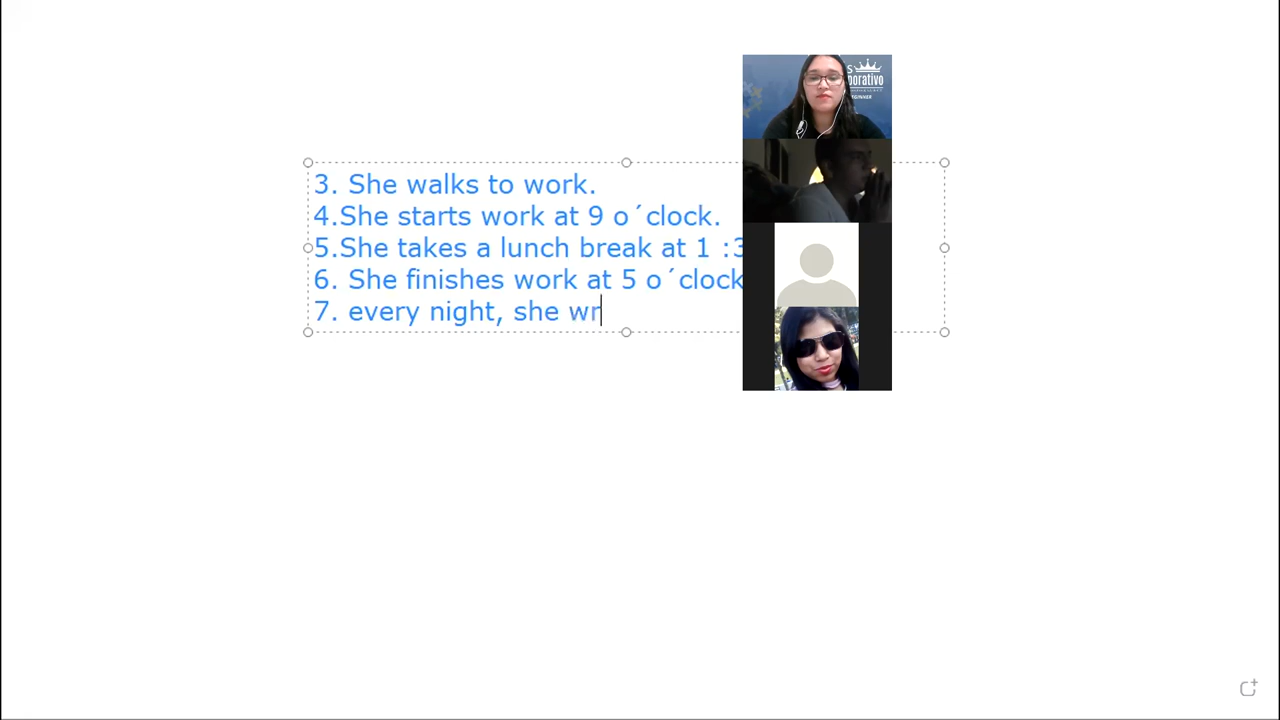 3. She walks to work.
4.She starts work at 9 o´clock.
5.She takes a lunch break at 1 :3
6. She finishes work at 5 o´clock
7. every night, she wr
S
porativo